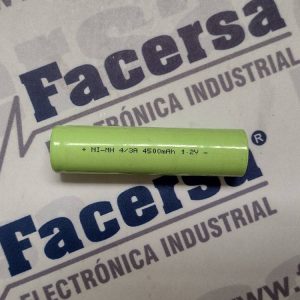 Facersa
ELECTRÓNICA INDUSTRIAL
+ NI-MH 4/3A 4500mAh 1.2V -
Facersa®
ELECTRÓNICA INDUSTRIAL